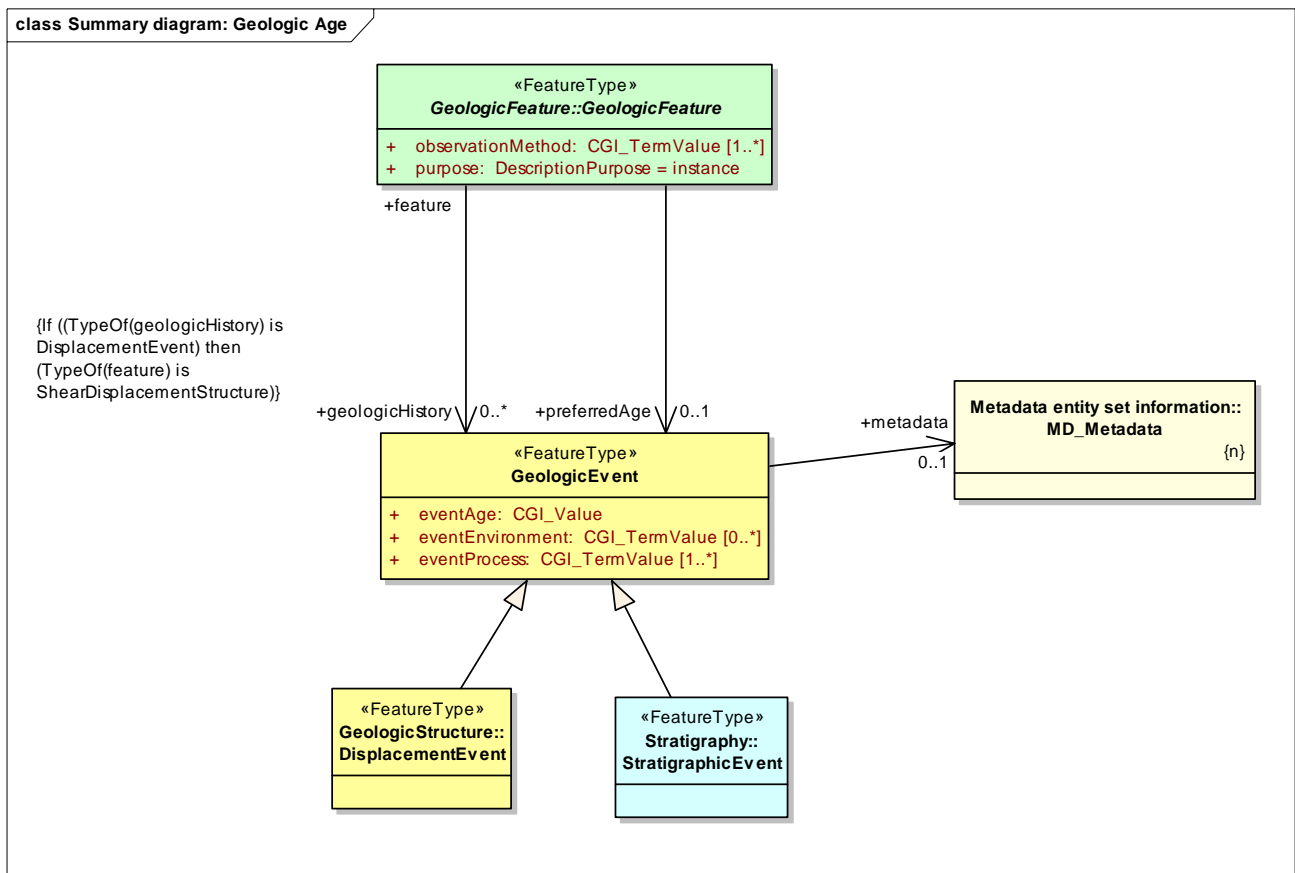 class Summary diagram: Geologic Age
«FeatureType»
GeologicFeature::GeologicFeature
+ observationMethod: CGI_TermValue [1..*]
+ purpose: DescriptionPurpose = instance
+feature
{If ((TypeOf(geologicHistory) is
DisplacementEvent) then
(TypeOf(feature) is
ShearDisplacementStructure)}
+geologicHistory 0..* +preferredAge 0..1
«FeatureType»
GeologicEvent
+ eventAge: CGI_Value
+ eventEnvironment: CGI_TermValue [0..*]
+ eventProcess: CGI_TermValue [1..*]
+metadata
0..1
Metadata entity set information::
MD_Metadata
{n}
«FeatureType»
GeologicStructure::
DisplacementEvent
«FeatureType»
Stratigraphy::
StratigraphicEvent